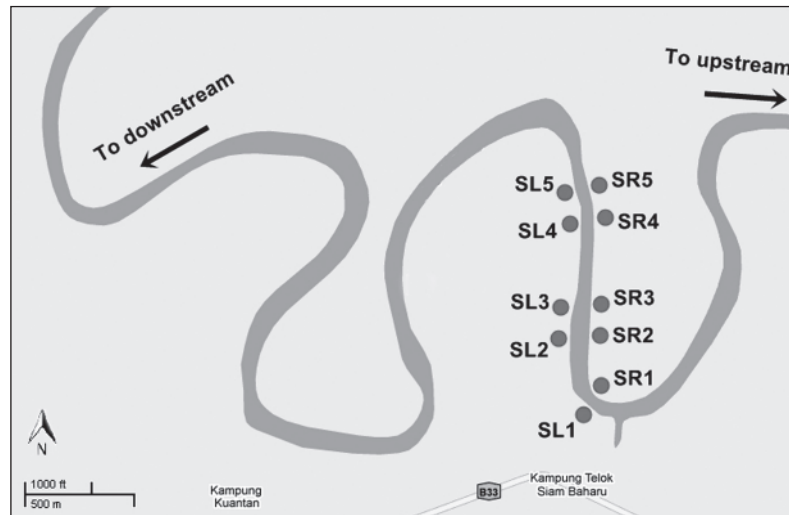 To upstream
To downstream
SL5
SR5
SL4
SR4
SL3
SR3
SL2
SR2
SR1
SL1
N
1000 ft
500 m
Kampung
Kuantan
B33
Kampung Telok
Siam Baharu